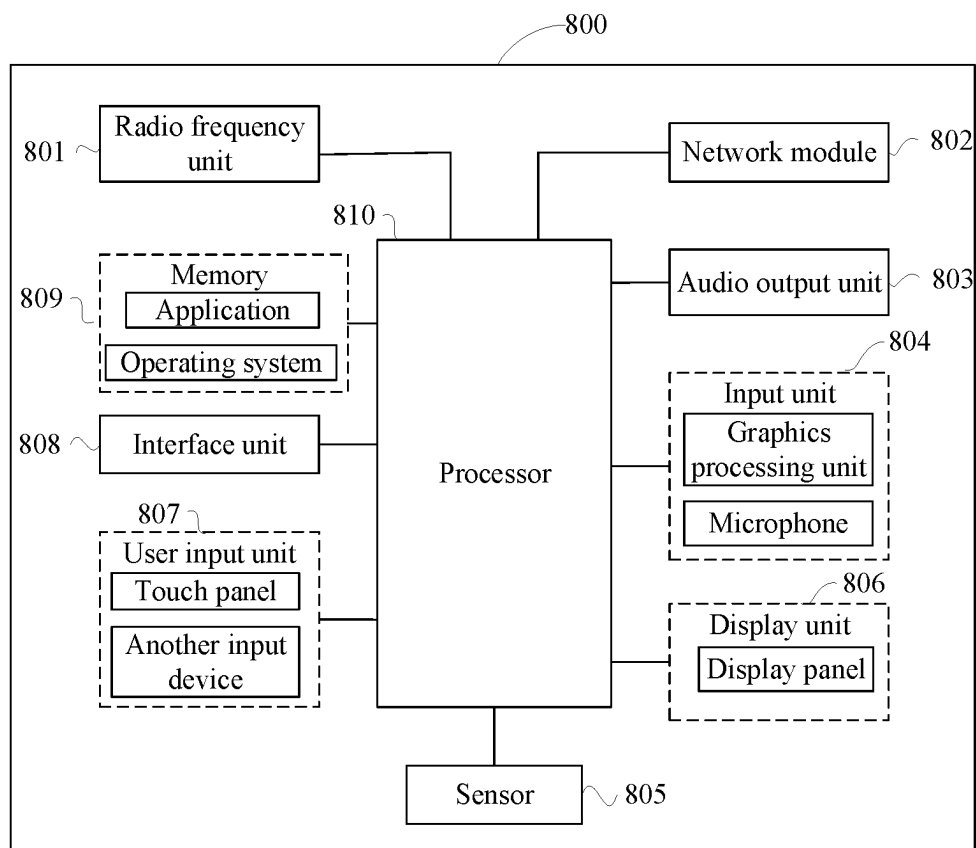 800
801
Radio frequency
unit
Network module
802
810
809
Memory
Application
Operating system
Audio output unit
803
804
Input unit
Graphics
processing unit
Microphone
808
Interface unit
Processor
807
User input unit
Touch panel
Another input
device
806
Display unit
Display panel
Sensor
805